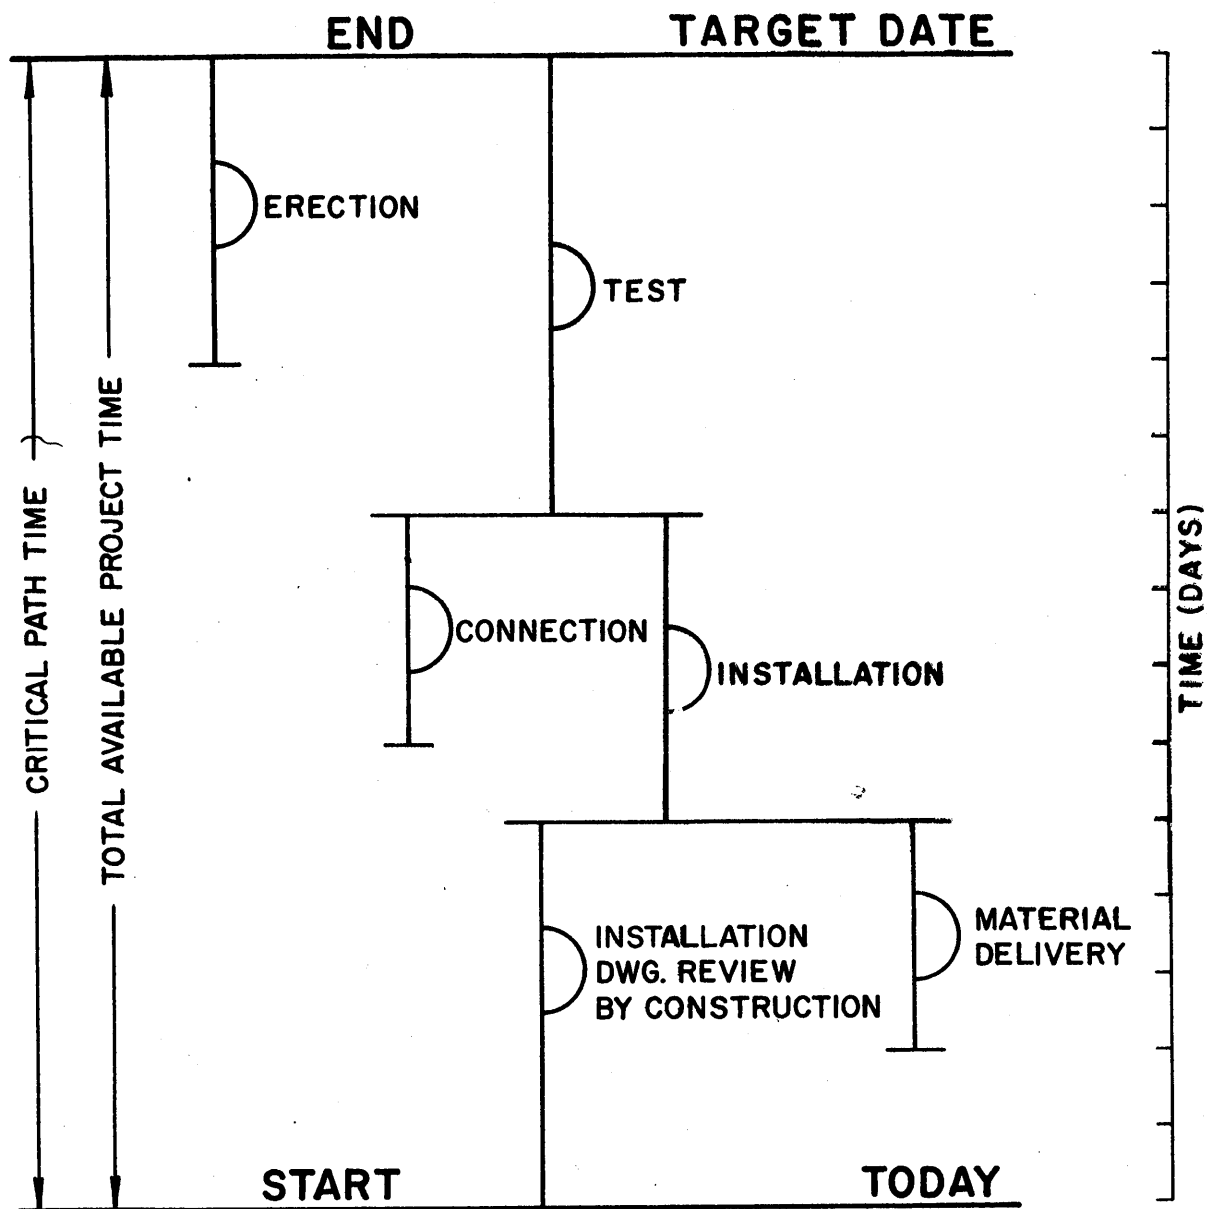 END
TARGET DATE
ERECTION
TEST
CRITICAL PATH TIME
TOTAL AVAILABLE PROJECT TIME
TIME (DAYS)
CONNECTION
INSTALLATION
INSTALLATION
DWG. REVIEW
BY CONSTRUCTION
MATERIAL
DELIVERY
START
TODAY